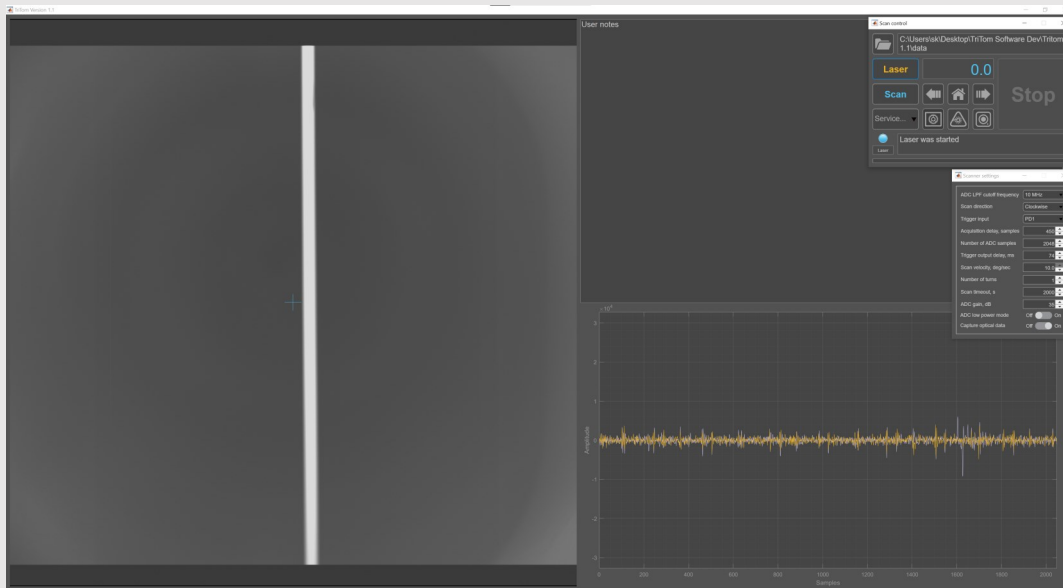 TriTom Version 1.1
User notes
Scan control
C:\Users\sk\Desktop\TriTom Software Dev\Tritom
1.1\data
Laser
0.0
Scan
Stop
Service...
Laser was started
Laser
Scanner settings
ADC LPF cutoff frequency 10 MHz
Scan direction Clockwise
Trigger input PD1
Acquisition delay, samples
Number of ADC samples 2048
Trigger output delay, ms 74
Scan velocity, deg/sec 10.0
Number of turns 1
Scan timeout, s 2000
ADC gain, dB
ADC low power mode Off On
Capture optical data Off On
3
2
1
0
-1
-2
-3
Amplitude
0 200 400 600 800 1000 1200 1400 1600 1800 2000
Samples